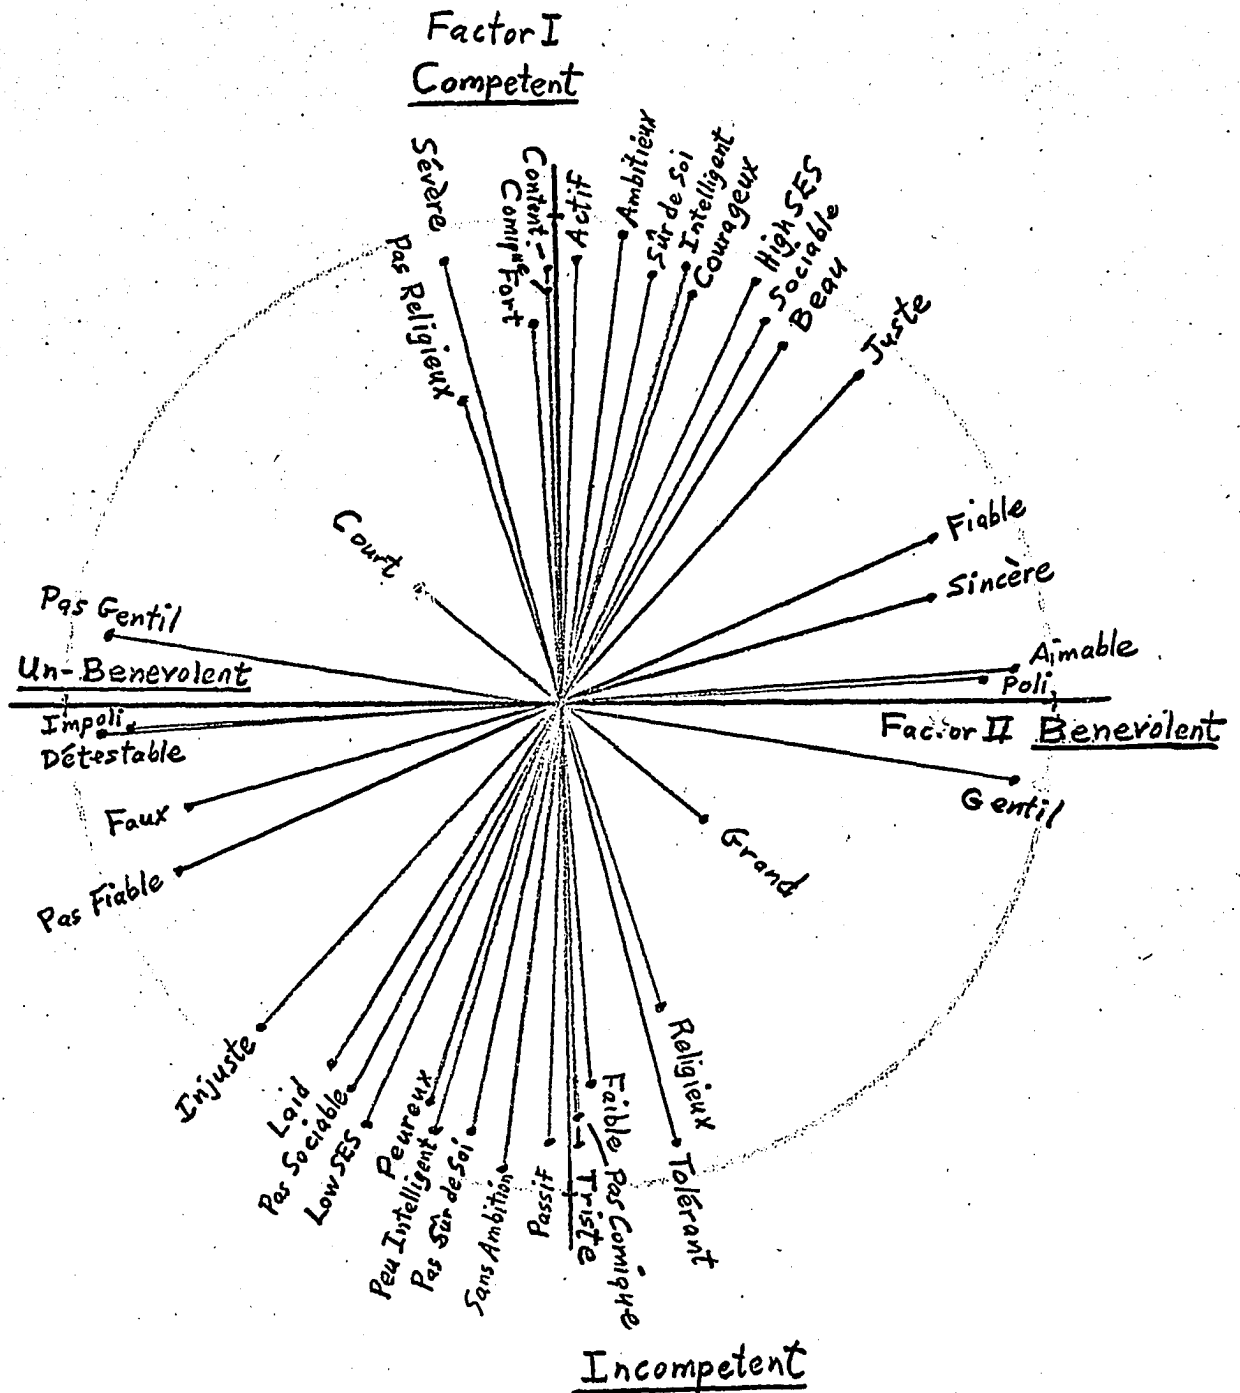 Factor I
Competent
Sévère
Pas Religieux
Content
Comique
Fort
Actif
Ambitieux
Sûr de Soi
Intelligent
Courageux
High SES
Sociable
Beau
Juste
Court
Fiable
Sincère
Pas Gentil
Aimable
Poli
Un-Benevolent
Impoli
Détestable
Factor II Benevolent
Gentil
Faux
Pas Fiable
Grand
Injuste
Laid
Pas Sociable
Low SES
Peureux
Peu Intelligent
Pas Sûr de Soi
Sans Ambition
Passif
Triste
Faible
Pas Comique
Religieux
Tolérant
Incompetent